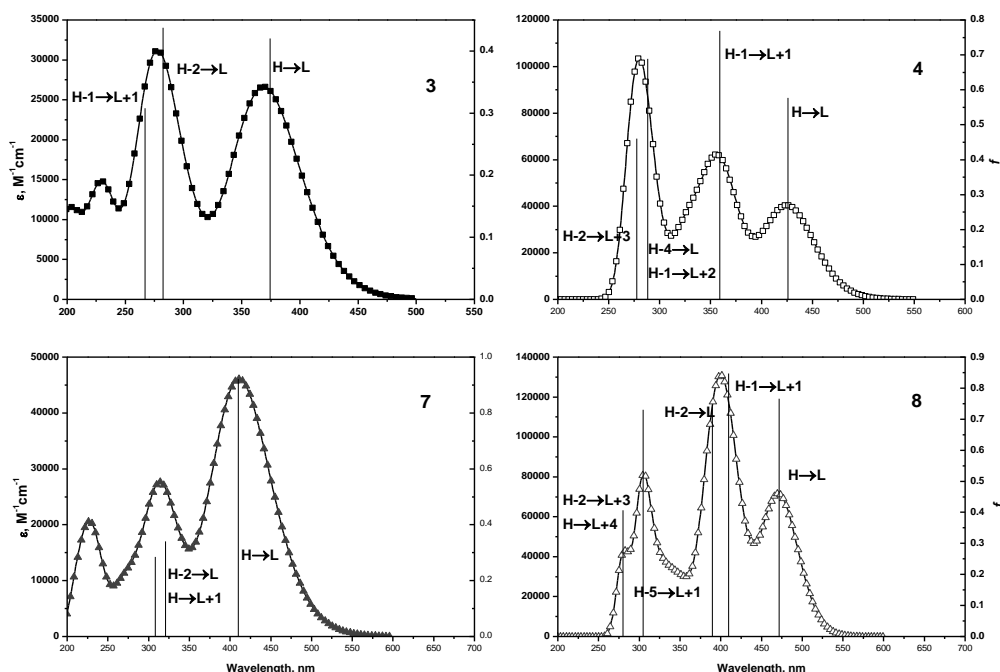 35000
30000
25000
20000
15000
10000
5000
0
ε, M⁻¹cm⁻¹
H-1→L+1
H-2→L
H→L
3
0.4
0.3
0.2
0.1
0.0
200 250 300 350 400 450 500 550
120000
100000
80000
60000
40000
20000
0
H-2→L+3
H-4→L
H-1→L+2
H-1→L+1
H→L
4
0.8
0.7
0.6
0.5
0.4
0.3
0.2
0.1
0.0
f
200 250 300 350 400 450 500 550 600
50000
40000
30000
20000
10000
0
ε, M⁻¹cm⁻¹
H-2→L
H→L+1
H→L
7
1.0
0.8
0.6
0.4
0.2
0.0
200 250 300 350 400 450 500 550 600 650 700
Wavelength, nm
140000
120000
100000
80000
60000
40000
20000
0
H-2→L+3
H→L+4
H-5→L+1
H-2→L
H-1→L+1
H→L
8
0.9
0.8
0.7
0.6
0.5
0.4
0.3
0.2
0.1
0.0
f
200 250 300 350 400 450 500 550 600 650 700
Wavelength, nm